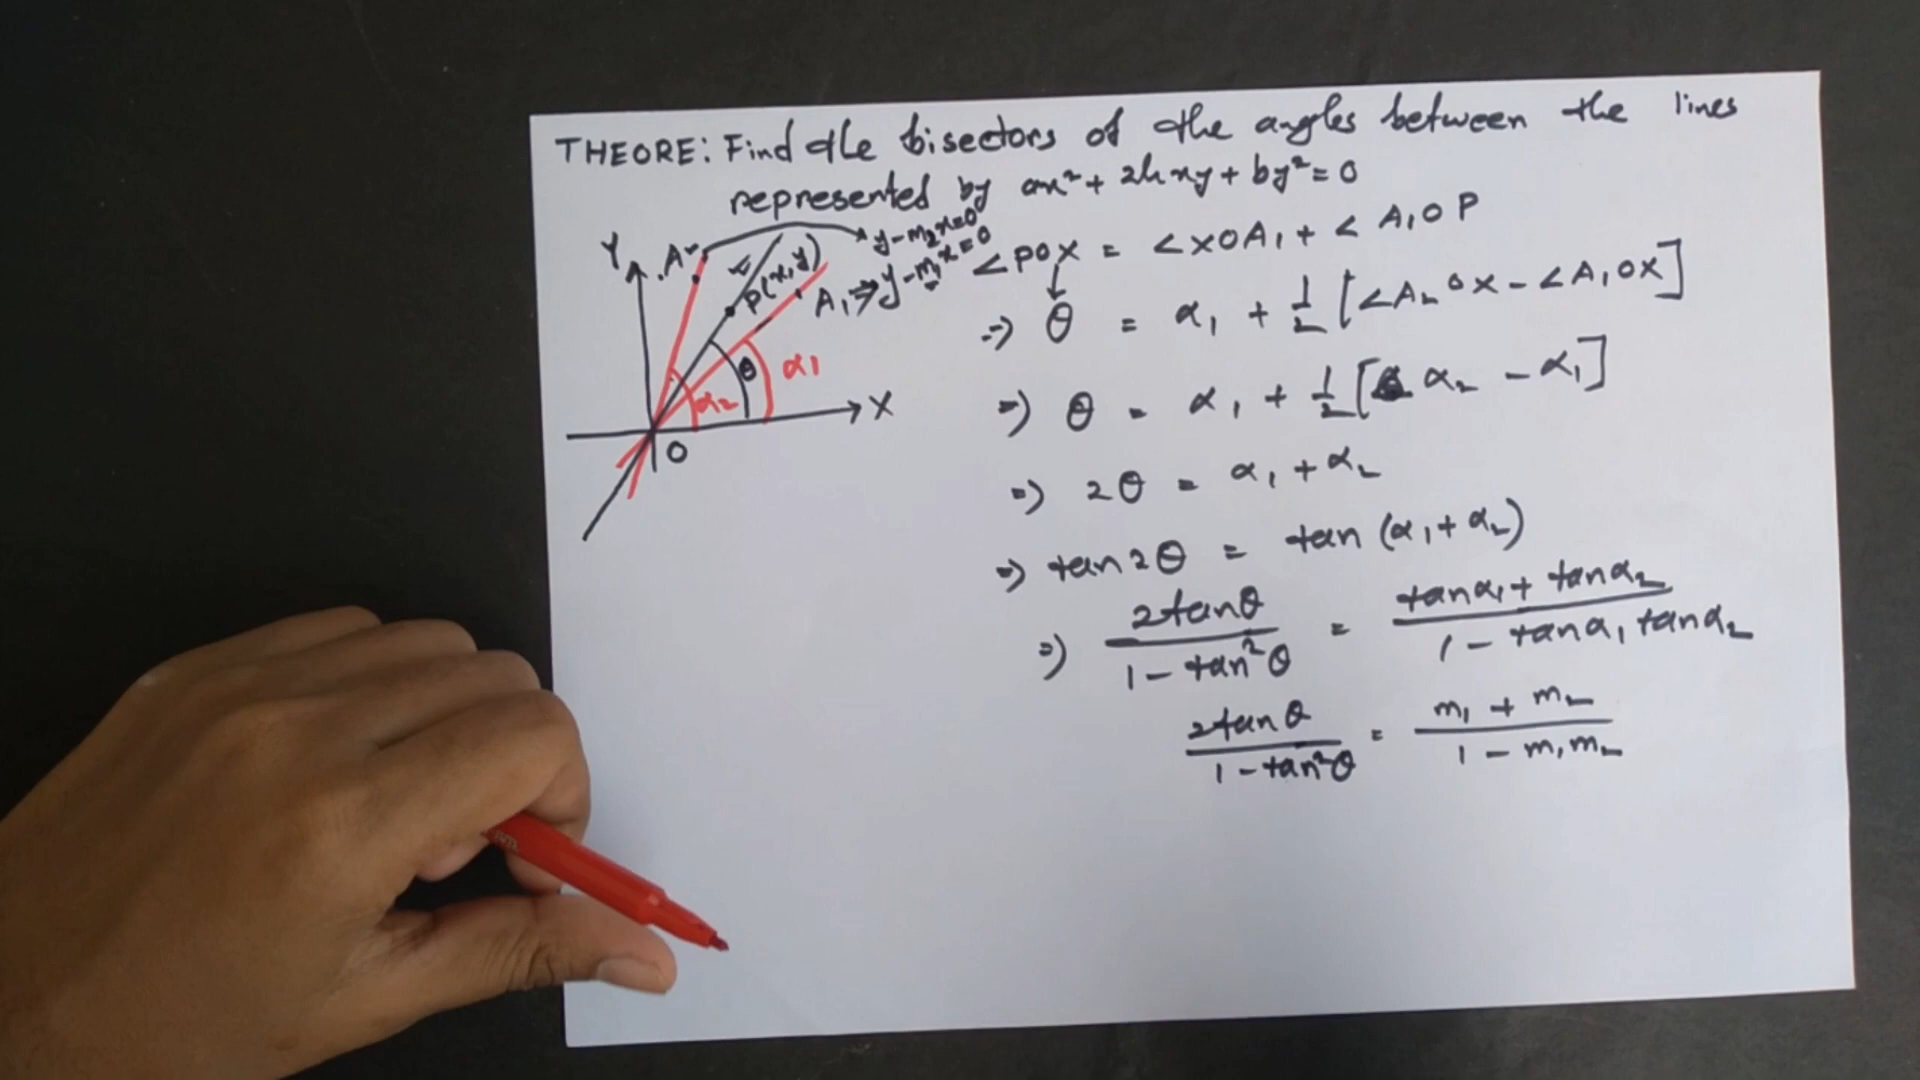 THEORE: Find the bisectors of the angles between the lines
represented by ax² + 2hxy + by² = 0
Y
A₂
P(x,y)
y-m₂x=0
A₁ ⇒ y-m₁x=0
θ
α₁
α₂
X
O
∠POX = ∠XOA₁ + ∠A₁OP
⇒ θ = α₁ + 1/2 [∠A₂OX - ∠A₁OX]
⇒ θ = α₁ + 1/2 [α₂ - α₁]
⇒ 2θ = α₁ + α₂
⇒ tan2θ = tan (α₁+α₂)
⇒ 2tanθ / 1 - tan²θ = tanα₁ + tanα₂ / 1 - tanα₁ tanα₂
2tanθ / 1 - tan²θ = m₁ + m₂ / 1 - m₁m₂